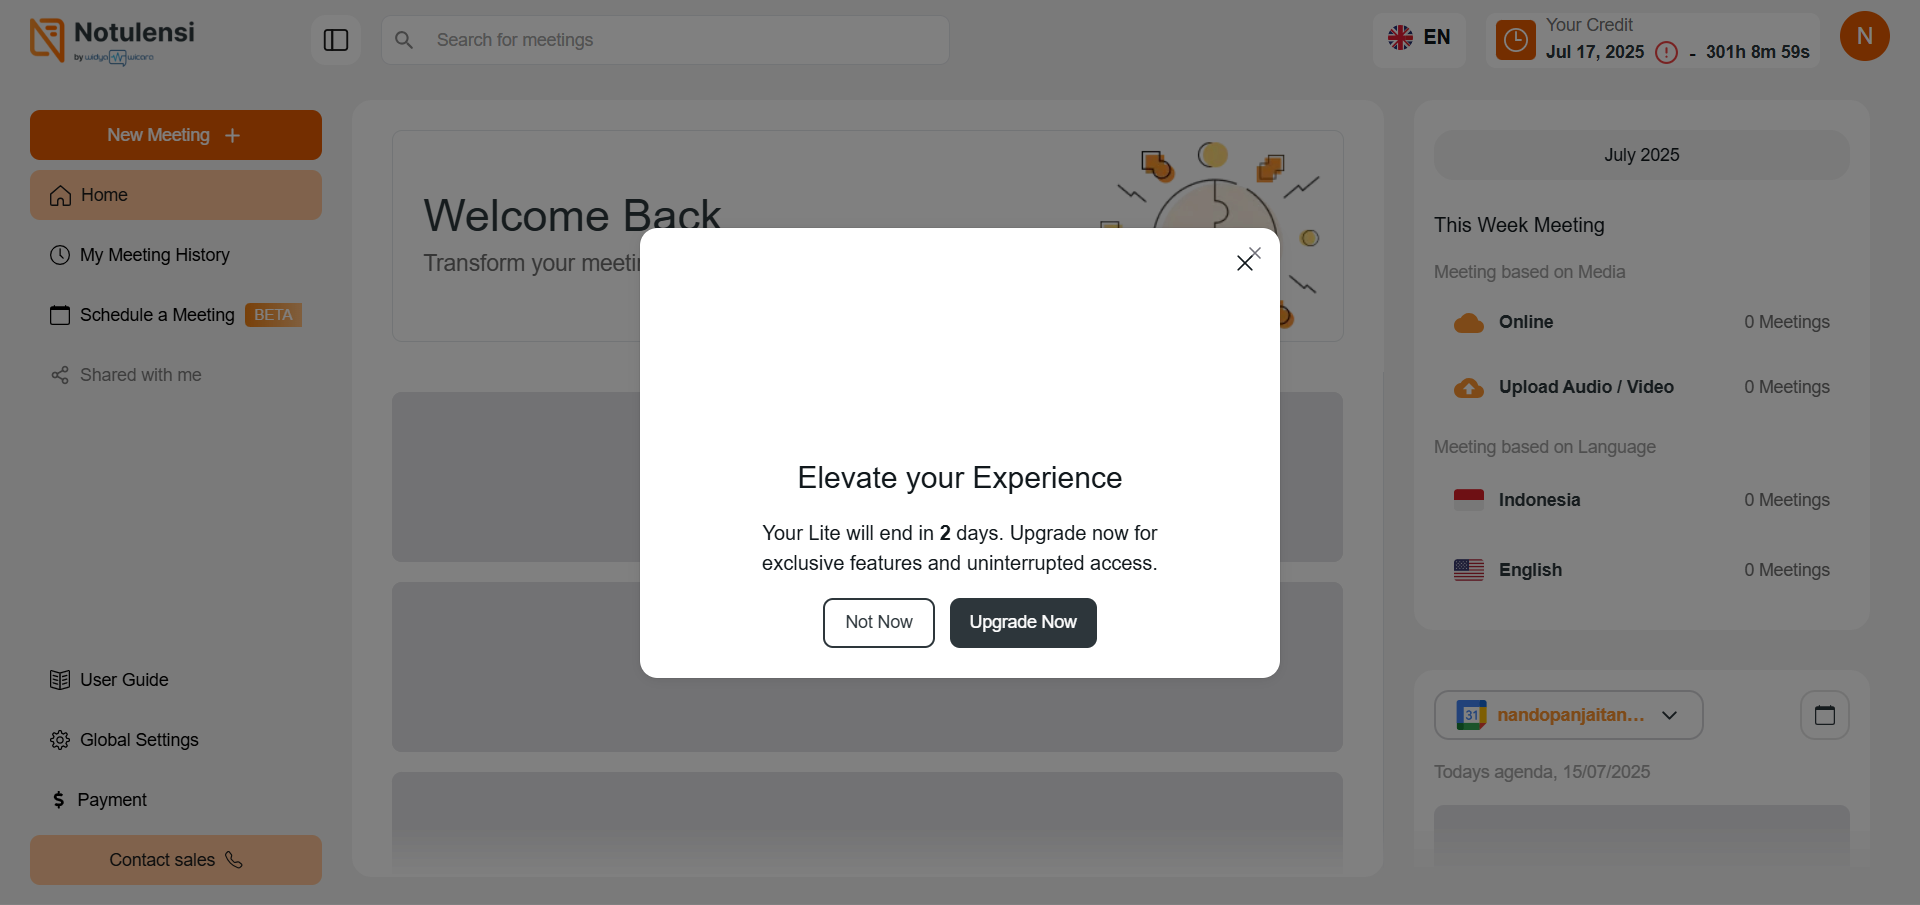 Notulensi
by widya wicara
Search for meetings
EN
Your Credit
Jul 17, 2025 - 301h 8m 59s
N
New Meeting +
Home
My Meeting History
Schedule a Meeting BETA
Shared with me
User Guide
Global Settings
$ Payment
Contact sales
Welcome Back
Transform your meeti
Elevate your Experience
Your Lite will end in 2 days. Upgrade now for
exclusive features and uninterrupted access.
Not Now
Upgrade Now
July 2025
This Week Meeting
Meeting based on Media
Online 0 Meetings
Upload Audio / Video 0 Meetings
Meeting based on Language
Indonesia 0 Meetings
English 0 Meetings
31 nandopanjaitan...
Todays agenda, 15/07/2025